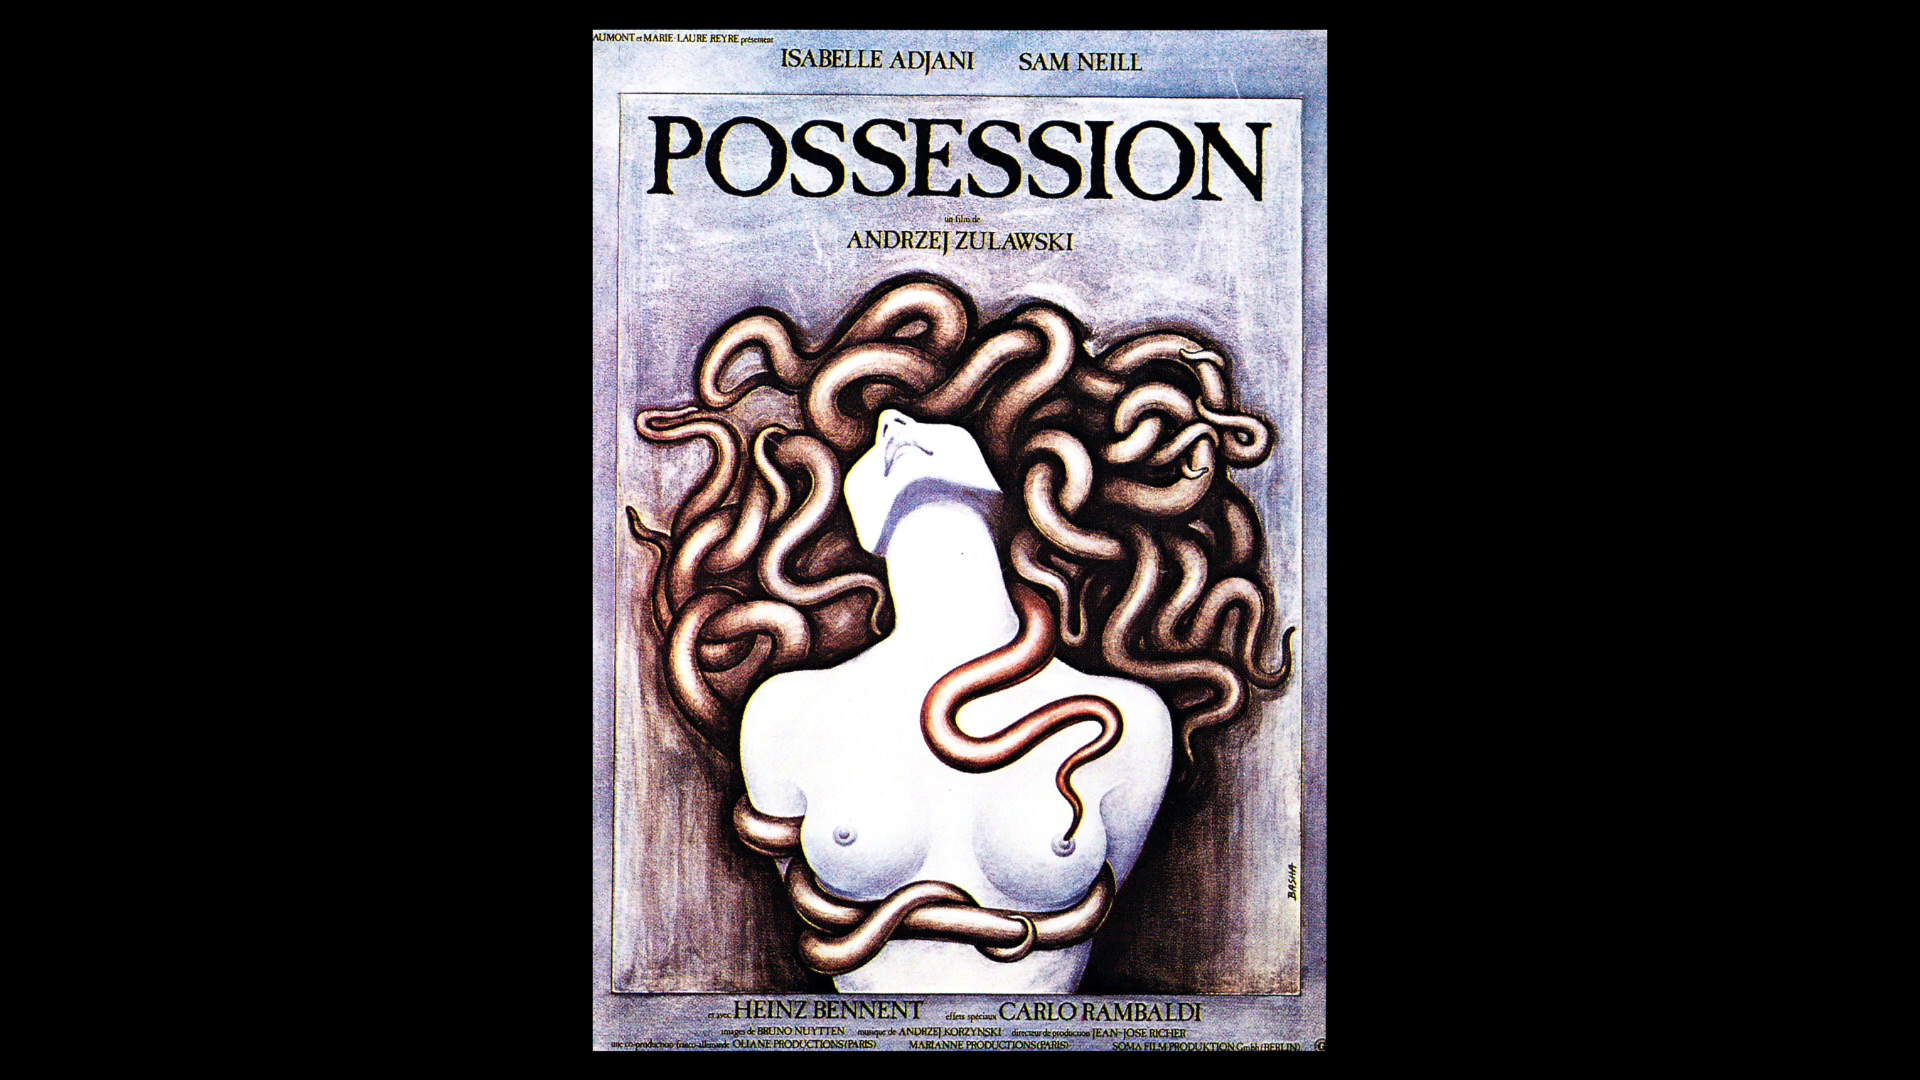 AUMONT et MARIE-LAURE REYRE présentent
ISABELLE ADJANI SAM NEILL
POSSESSION
un film de
ANDRZEJ ZULAWSKI
BASHA
et avec HEINZ BENNENT effets spéciaux CARLO RAMBALDI
images de BRUNO NUYTTEN musique de ANDRZEJ KORZYNSKI directeur de production JEAN-JOSE RICHER
une co-production franco-allemande OLIANE PRODUCTIONS (PARIS) MARIANNE PRODUCTIONS (PARIS) SOMA FILM PRODUKTION GmbH (BERLIN)